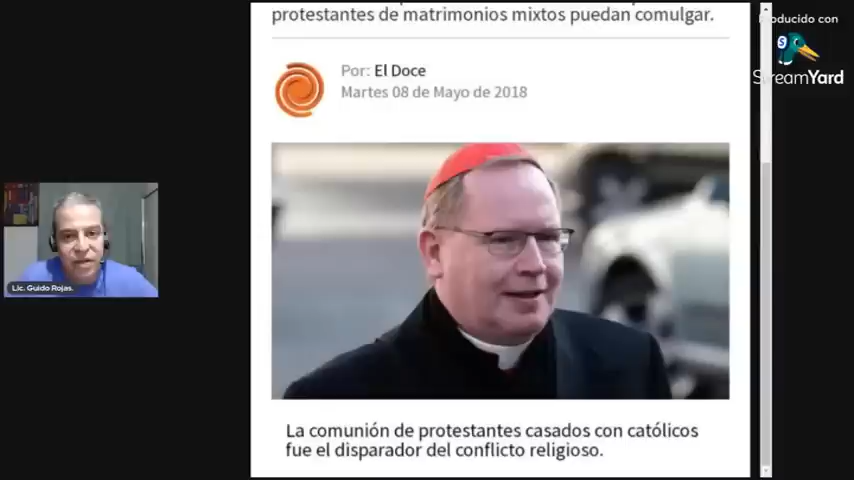 protestantes de matrimonios mixtos puedan comulgar.
Producido con
StreamYard
Por: El Doce
Martes 08 de Mayo de 2018
Lic. Guido Rojas.
La comunión de protestantes casados con católicos
fue el disparador del conflicto religioso.